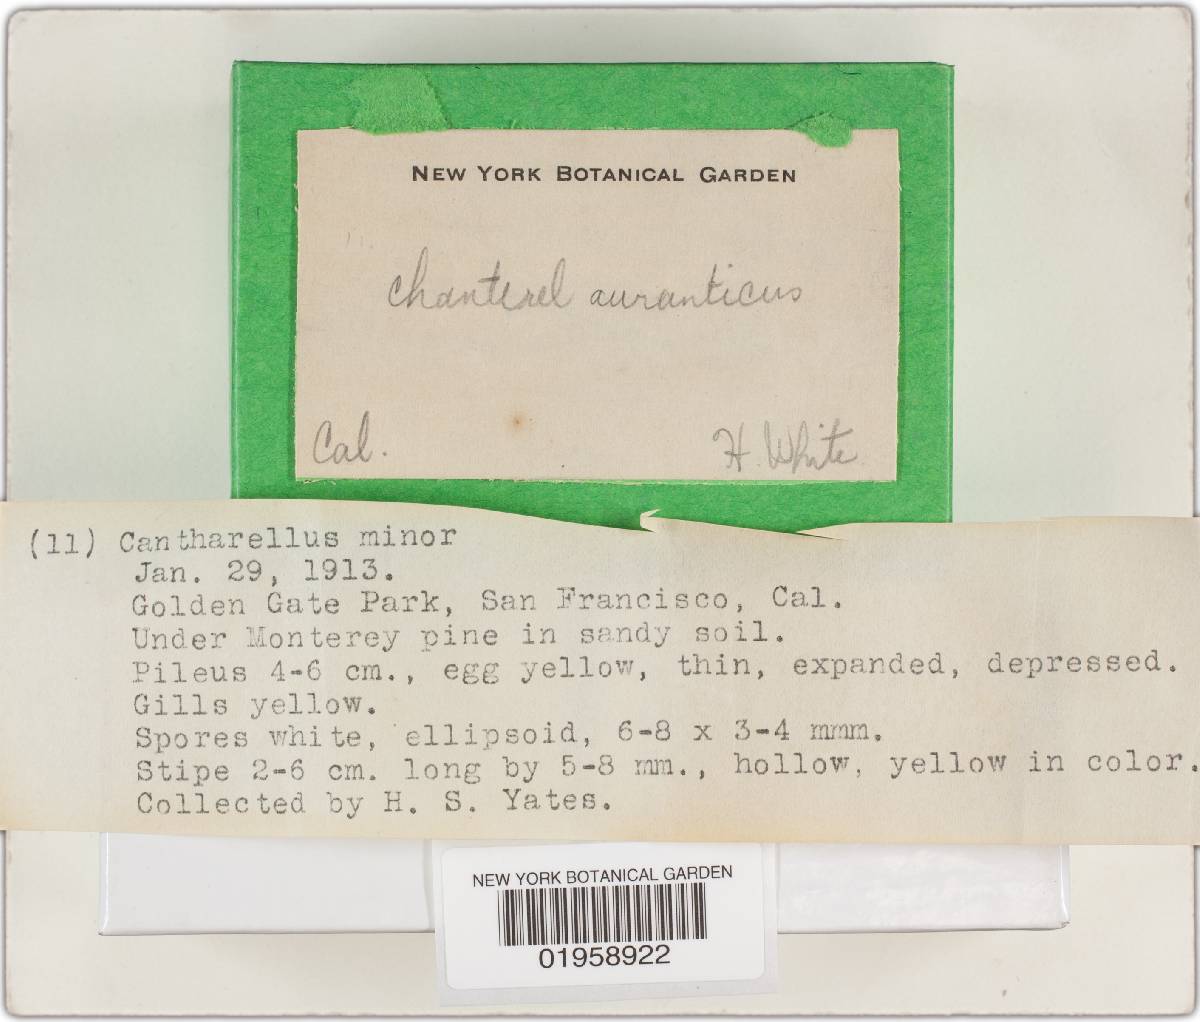 NEW YORK BOTANICAL GARDEN
Chanterel auranticus
Cal. H. White
(11) Cantharellus minor
Jan. 29, 1913.
Golden Gate Park, San Francisco, Cal.
Under Monterey pine in sandy soil.
Pileus 4-6 cm., egg yellow, thin, expanded, depressed.
Gills yellow.
Spores white, ellipsoid, 6-8 x 3-4 mmm.
Stipe 2-6 cm. long by 5-8 mm., hollow, yellow in color.
Collected by H. S. Yates.
NEW YORK BOTANICAL GARDEN
01958922